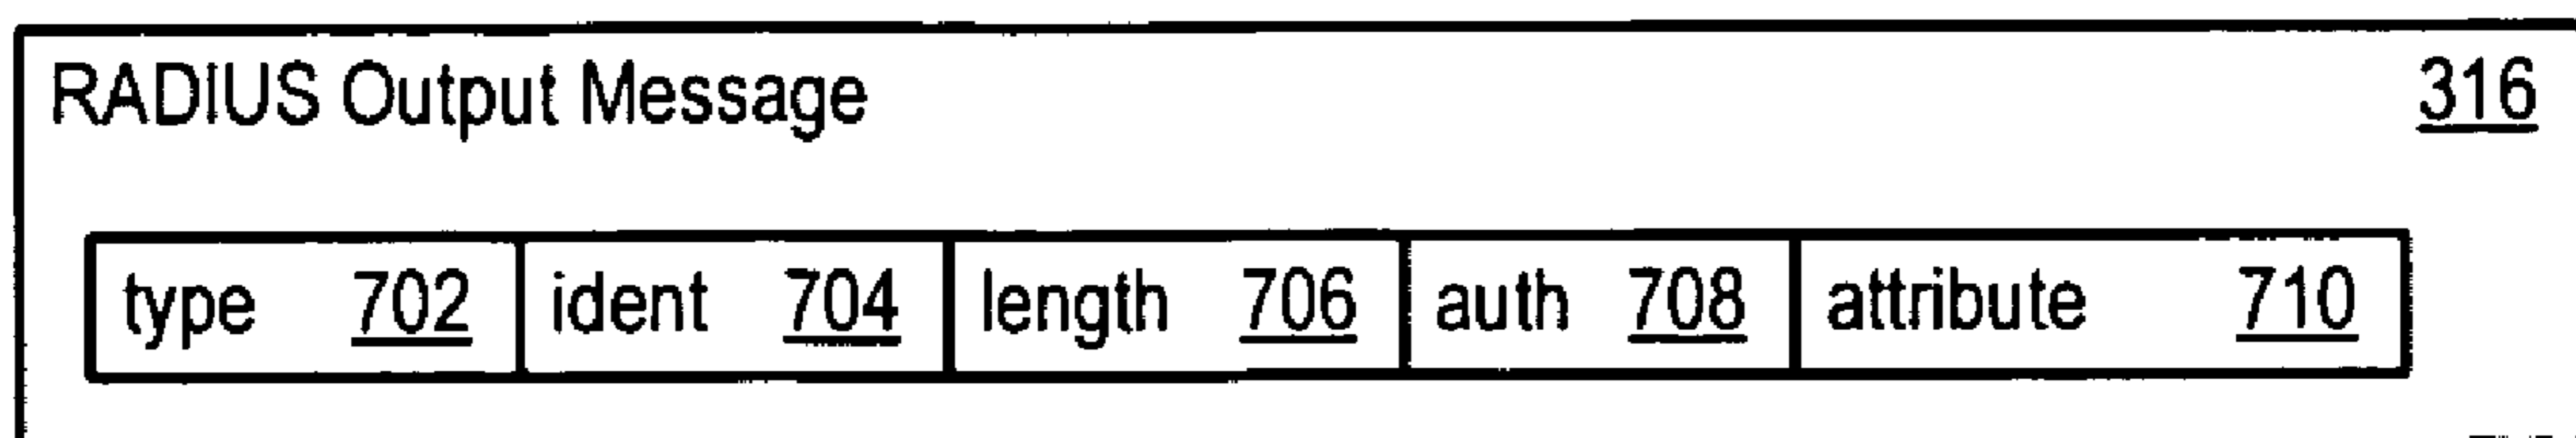 RADIUS Output Message 316
type 702 ident 704 length 706 auth 708 attribute 710